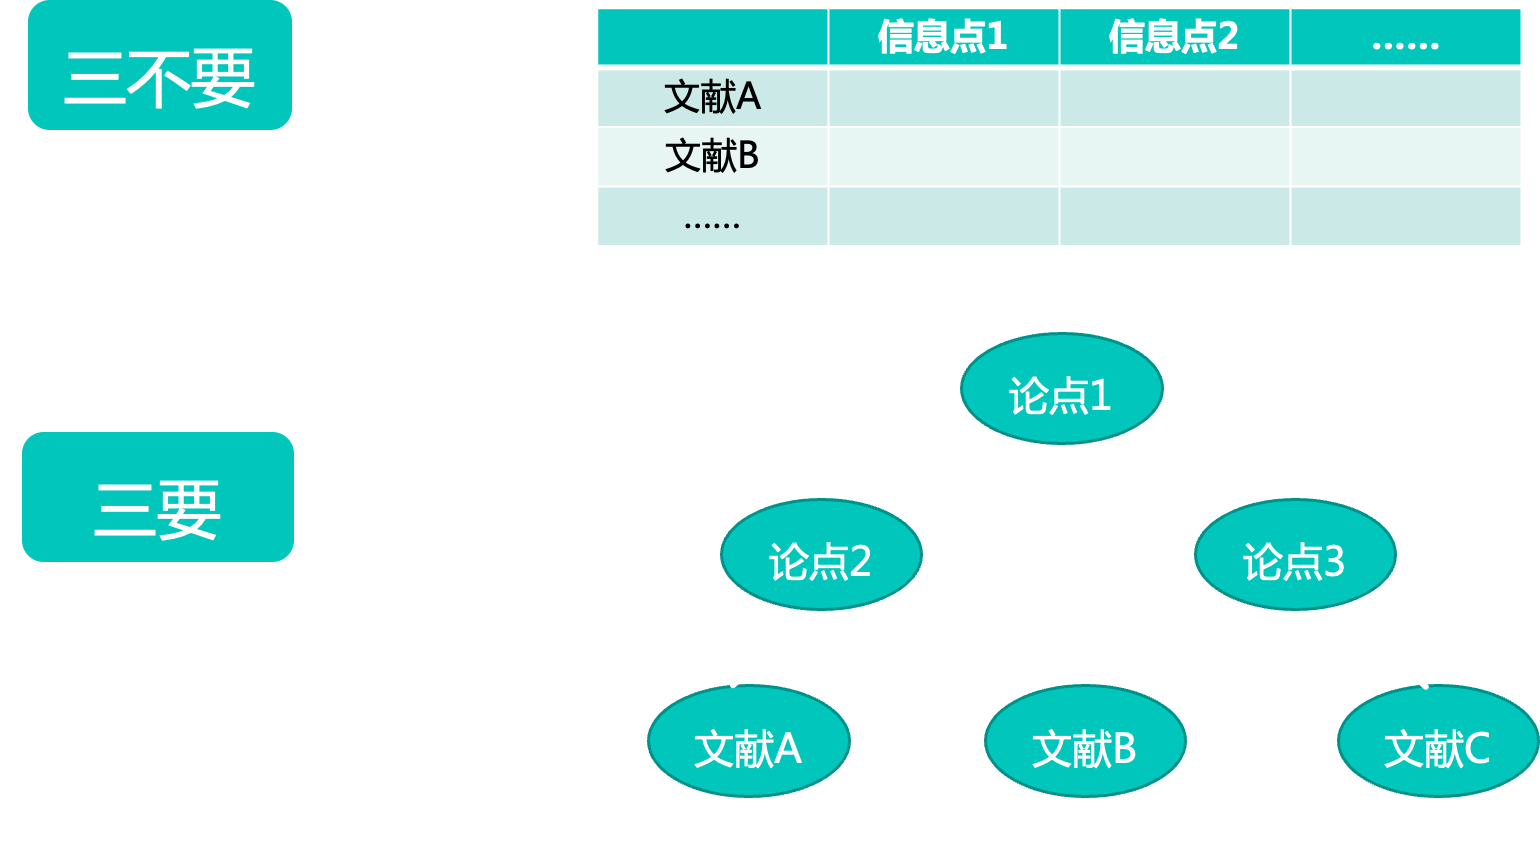 三不要
信息点1 信息点2 ......
文献A
文献B
......
论点1
三要
论点2 论点3
文献A 文献B 文献C